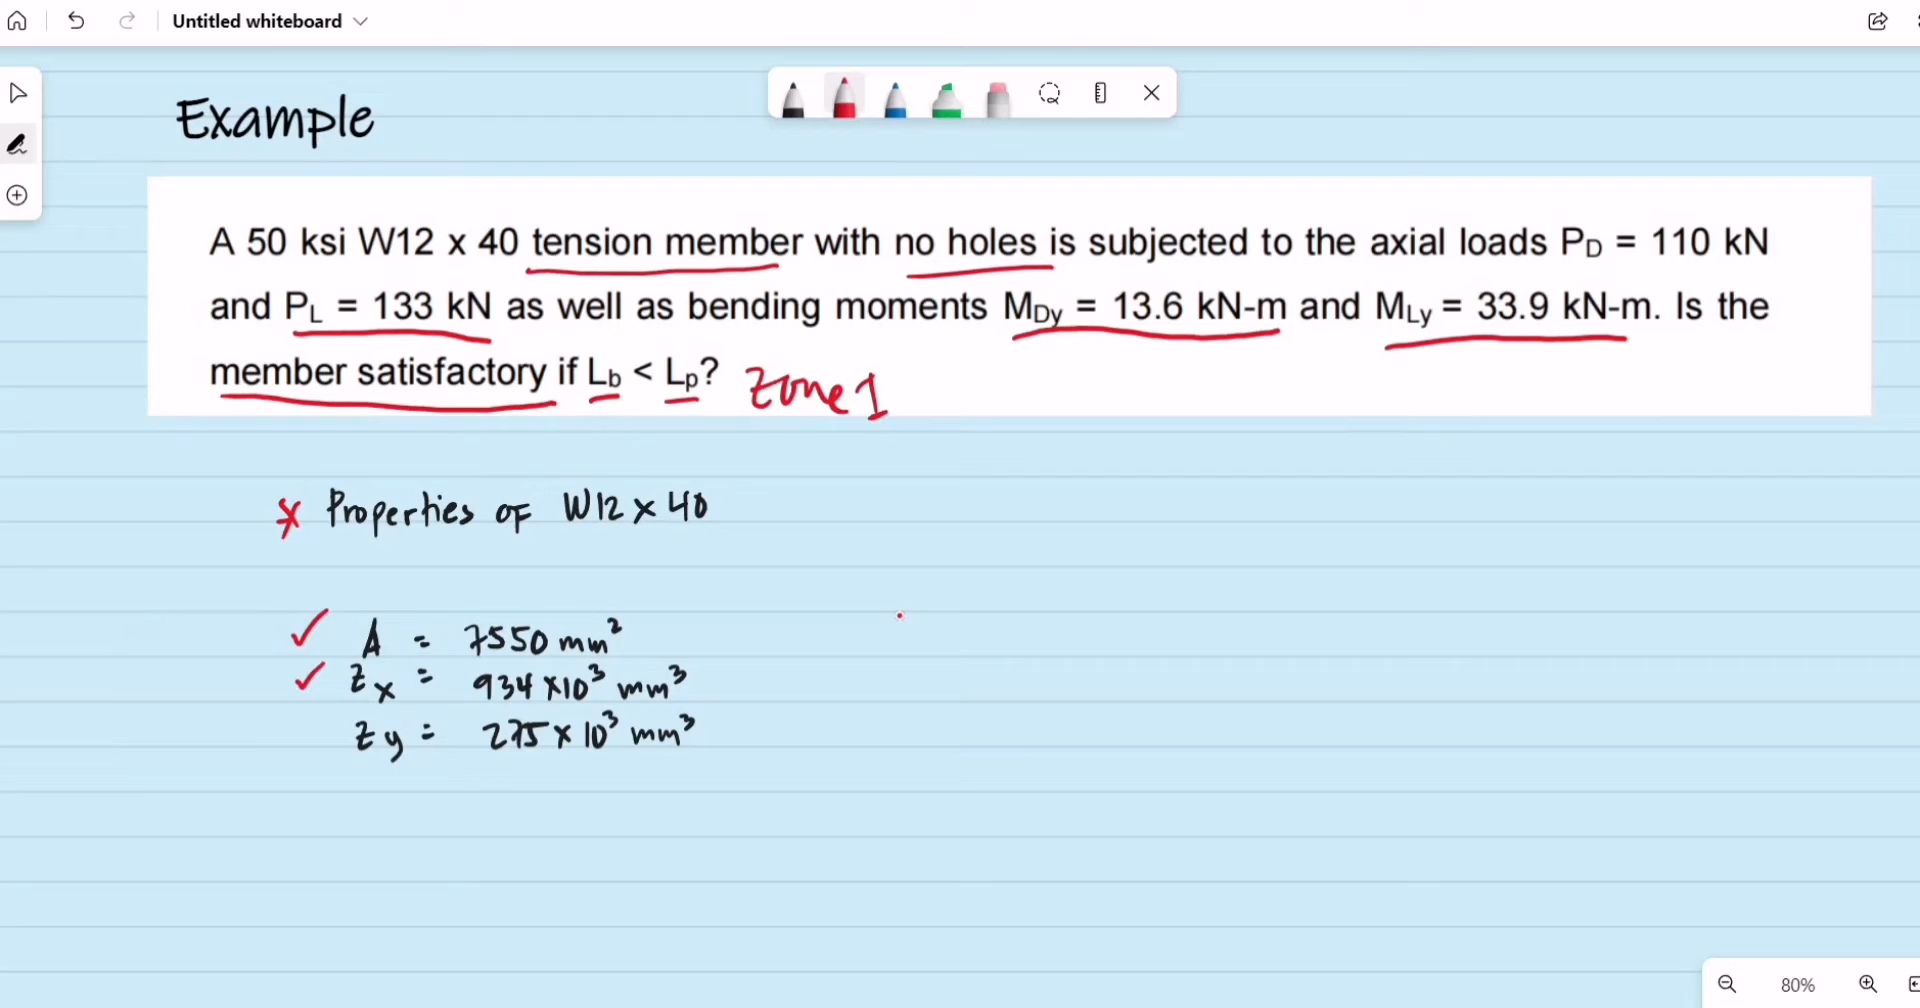 Untitled whiteboard
Example
A 50 ksi W12 x 40 tension member with no holes is subjected to the axial loads PD = 110 kN
and PL = 133 kN as well as bending moments MDy = 13.6 kN-m and MLy = 33.9 kN-m. Is the
member satisfactory if Lb < Lp? Zone 1
* Properties of W12 x 40
✓ A = 7550 mm²
✓ Zx = 934 x 10³ mm³
Zy = 275 x 10³ mm³
80%